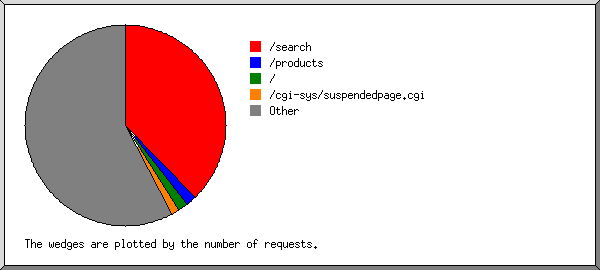 /search
/products
/
/cgi-sys/suspendedpage.cgi
Other
The wedges are plotted by the number of requests.